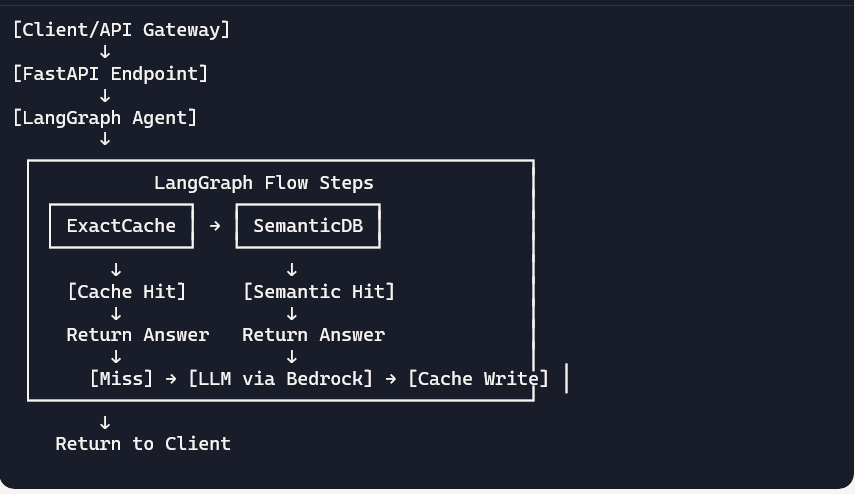 [Client/API Gateway]
↓
[FastAPI Endpoint]
↓
[LangGraph Agent]
↓
LangGraph Flow Steps
ExactCache → SemanticDB
↓ ↓
[Cache Hit] [Semantic Hit]
↓ ↓
Return Answer Return Answer
↓ ↓
[Miss] → [LLM via Bedrock] → [Cache Write]
↓
Return to Client